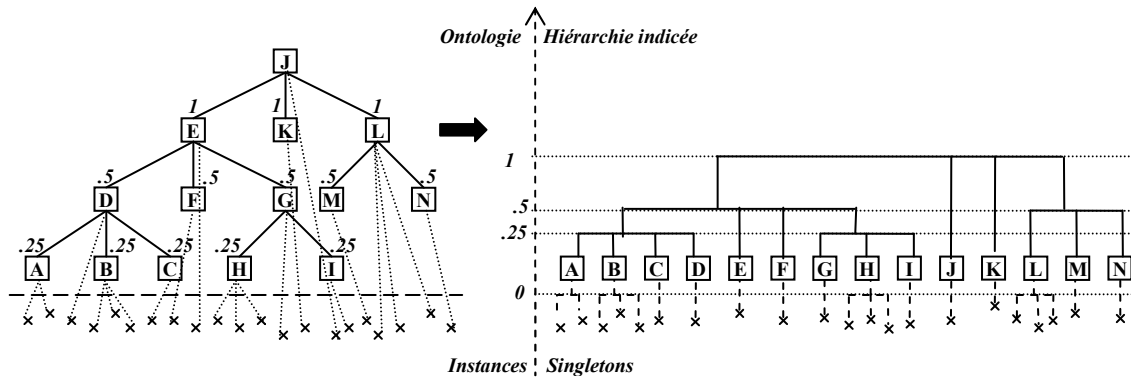 Ontologie Hiérarchie indicée
J
1 1 1
E K L
1
.5 .5 .5 .5 .5
D F G M N
.5
.25 .25 .25 .25 .25
.25
A B C H I
A B C D E F G H I J K L M N
0
Instances Singletons